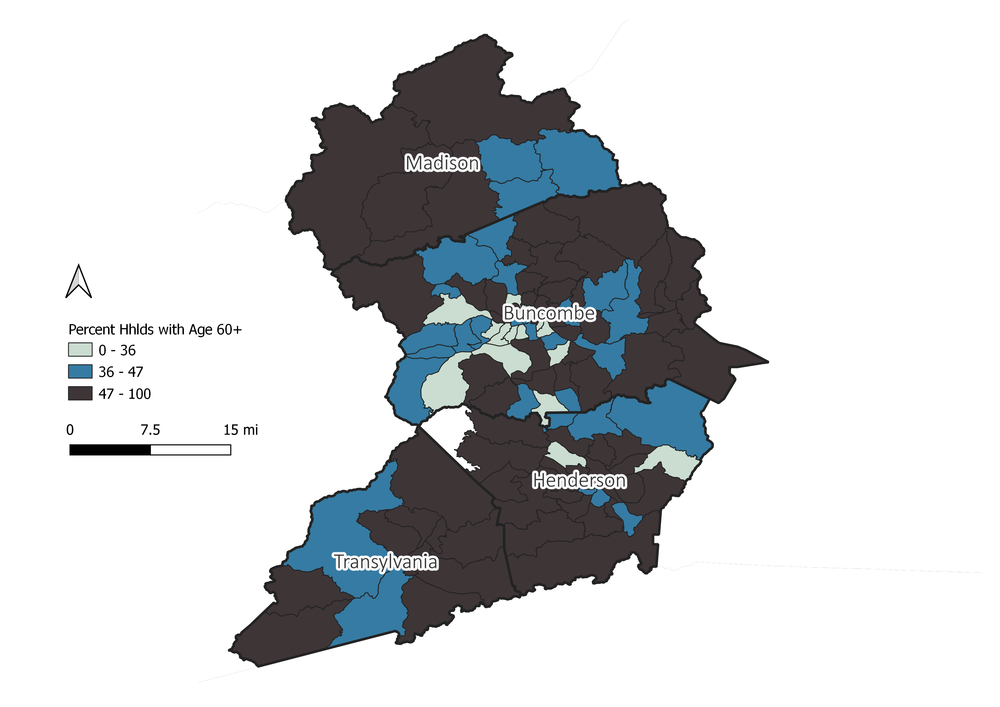 Madison
Buncombe
Percent Hhlds with Age 60+
0 - 36
36 - 47
47 - 100
0 7.5 15 mi
Henderson
Transylvania